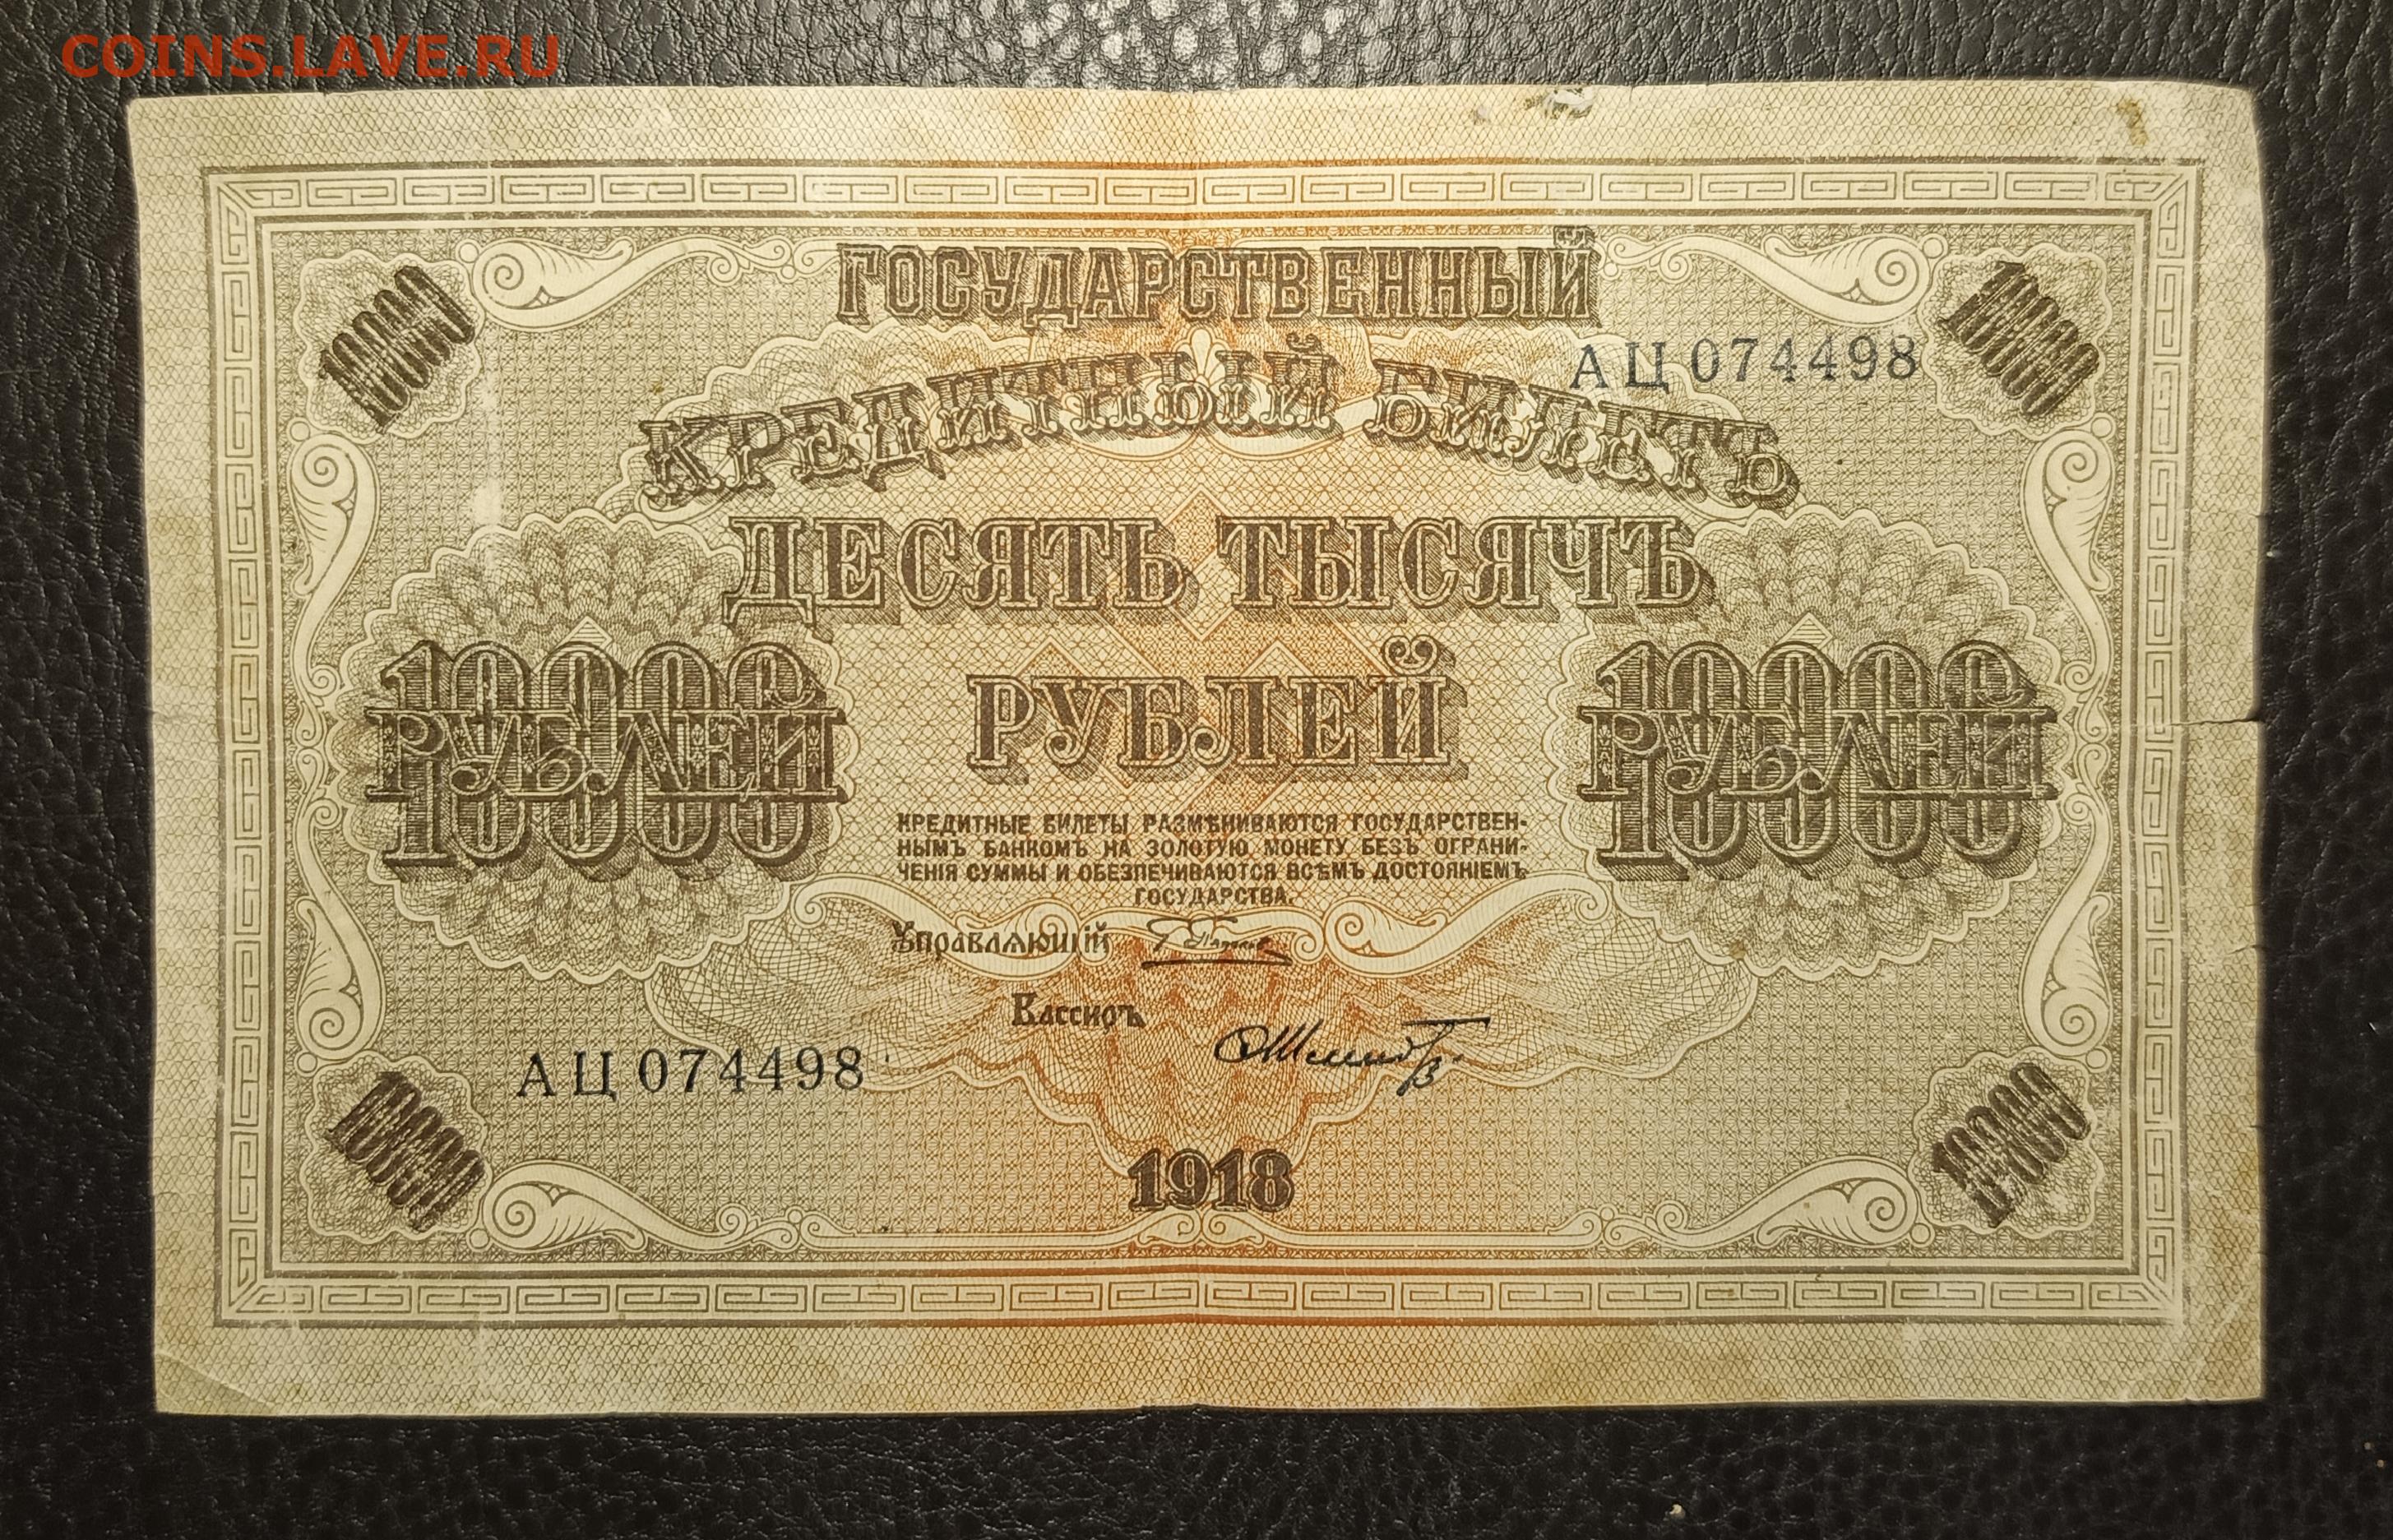 COINS.LAVE.RU
ГОСУДАРСТВЕННЫЙ
10000
10000
АЦ 074498
КРЕДИТНЫЙ БИЛЕТЪ
ДЕСЯТЬ ТЫСЯЧЪ
РУБЛЕЙ
10000
РУБЛЕЙ
10000
РУБЛЕЙ
КРЕДИТНЫЕ БИЛЕТЫ РАЗМѢНИВАЮТСЯ ГОСУДАРСТВЕН-
НЫМЪ БАНКОМЪ НА ЗОЛОТУЮ МОНЕТУ БЕЗЪ ОГРАНИ-
ЧЕНІЯ СУММЫ И ОБЕЗПЕЧИВАЮТСЯ ВСѢМЪ ДОСТОЯНІЕМЪ
ГОСУДАРСТВА.
Управляющій
Кассиръ
АЦ 074498
10000
10000
1918